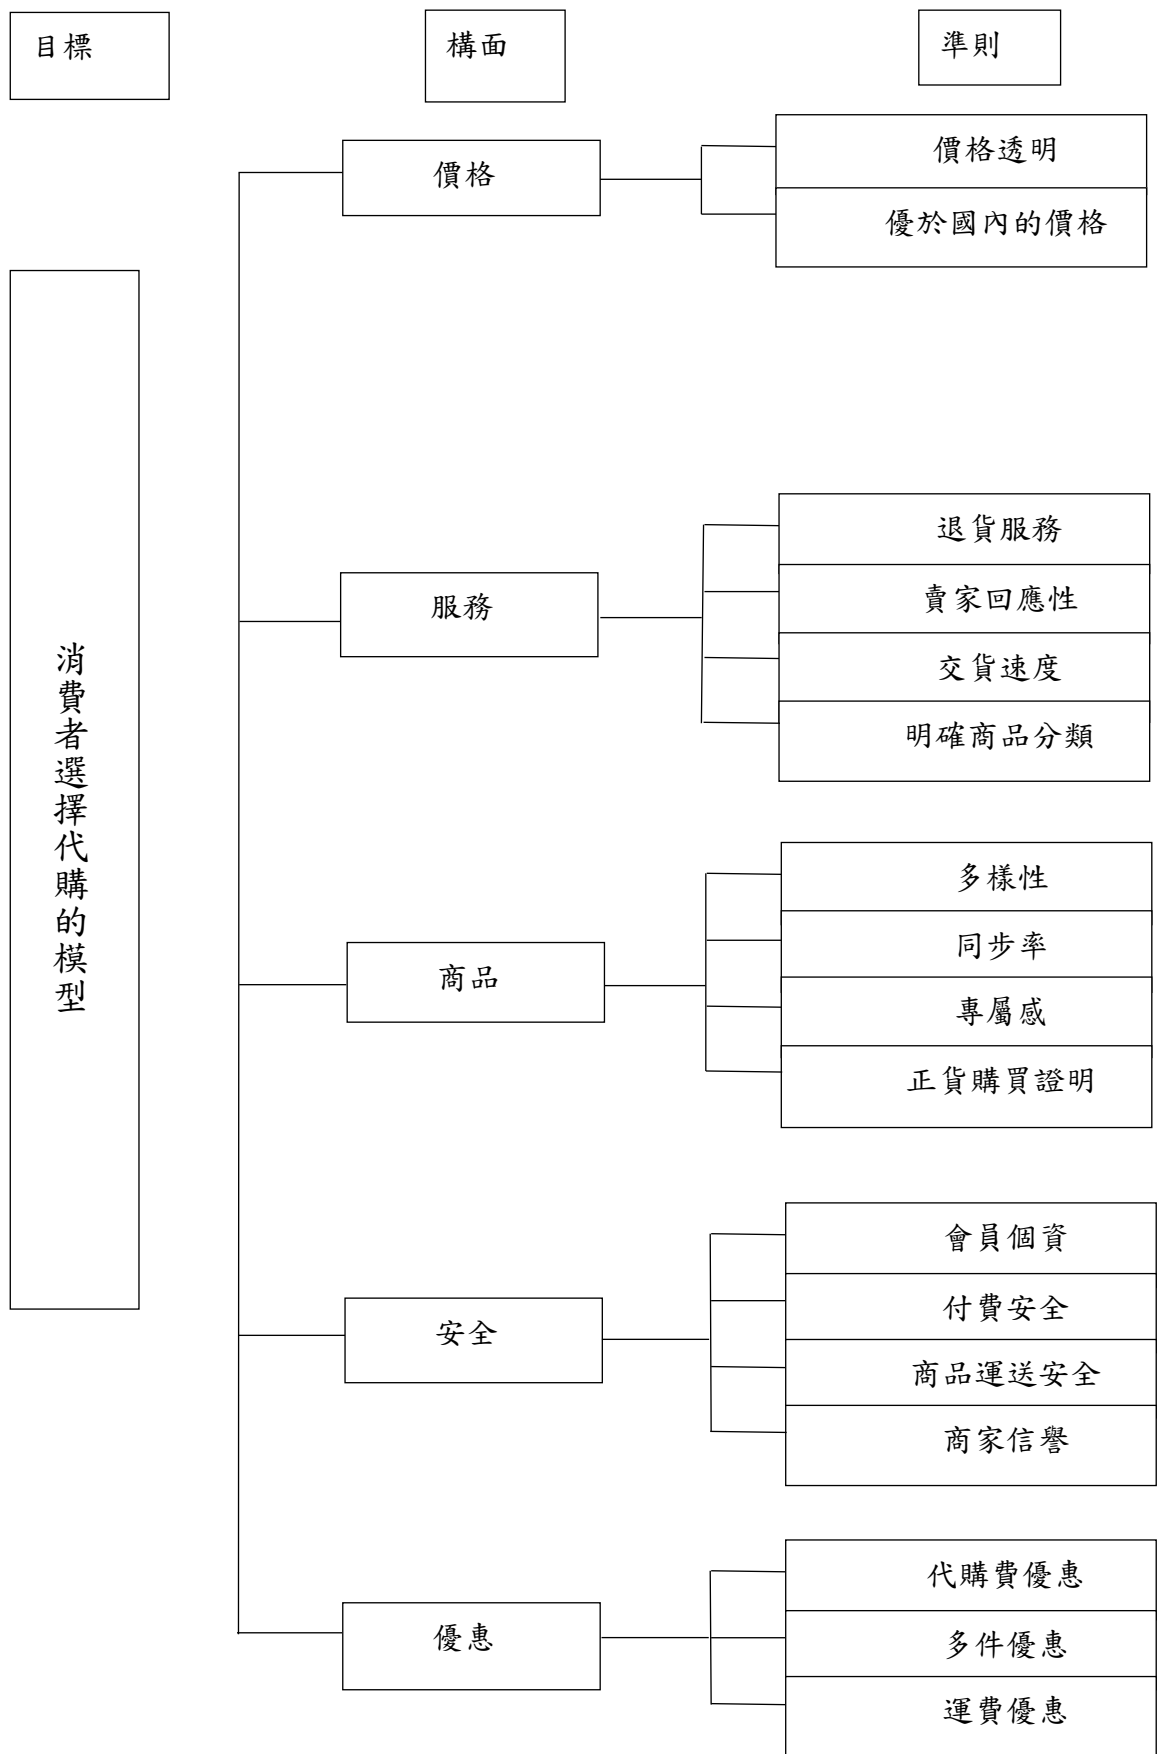 目標
構面
準則
消費者選擇代購的模型
價格
價格透明
優於國內的價格
服務
退貨服務
賣家回應性
交貨速度
明確商品分類
商品
多樣性
同步率
專屬感
正貨購買證明
安全
會員個資
付費安全
商品運送安全
商家信譽
優惠
代購費優惠
多件優惠
運費優惠